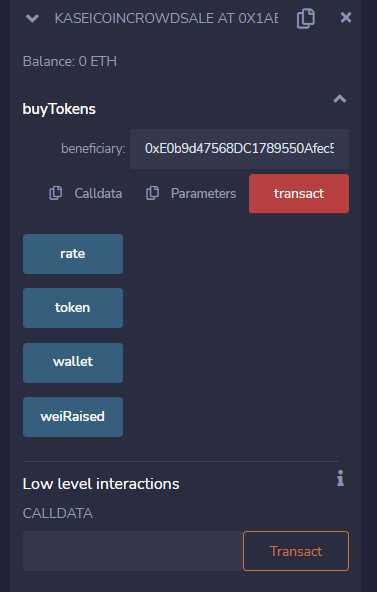 KASEICOINCROWDSALE AT 0X1AE
Balance: 0 ETH
buyTokens
beneficiary: 0xE0b9d47568DC1789550Afec5
Calldata Parameters transact
rate
token
wallet
weiRaised
Low level interactions
CALLDATA
Transact